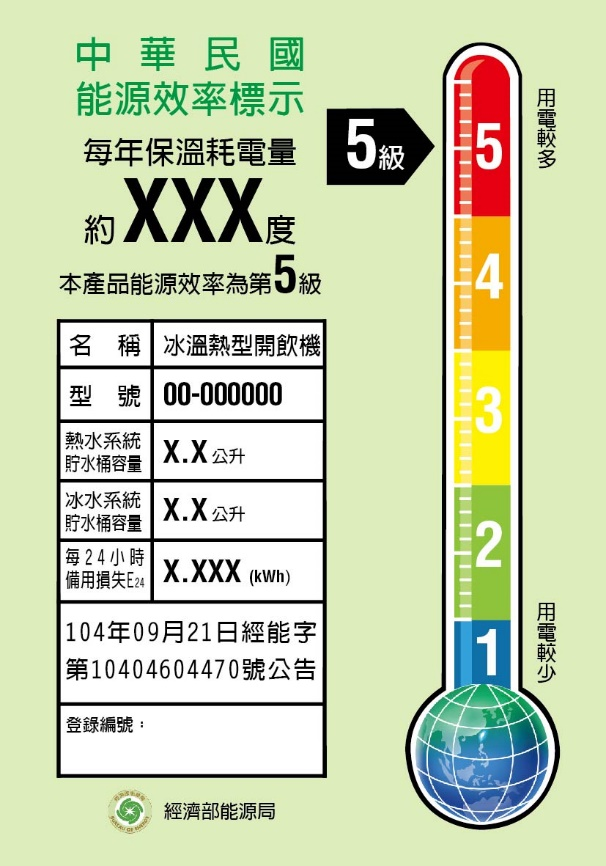 中華民國
能源效率標示
每年保溫耗電量
約XXX度
本產品能源效率為第5級
5級
名稱 冰溫熱型開飲機
型號 00-000000
熱水系統
貯水桶容量 X.X公升
冰水系統
貯水桶容量 X.X公升
每24小時
備用損失E24 X.XXX (kWh)
104年09月21日經能字
第10404604470號公告
登錄編號：
經濟部能源局
用電較多
5
4
3
2
1
用電較少